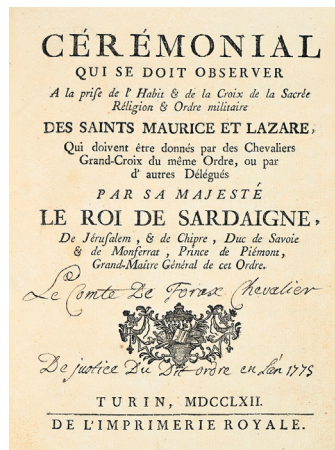 CÉRÉMONIAL
QUI SE DOIT OBSERVER
A la prise de l' Habit & de la Croix de la Sacrée
Réligion & Ordre militaire
DES SAINTS MAURICE ET LAZARE,
Qui doivent être donnés par des Chevaliers
Grand-Croix du même Ordre, ou par
d' autres Délégués
PAR SA MAJESTÉ
LE ROI DE SARDAIGNE,
De Jérusalem, & de Chipre, Duc de Savoie
& de Monferrat, Prince de Piémont,
Grand-Maître Général de cet Ordre.
Le Comte De Forax Chevalier
De justice Du Dit ordre en L'an 1775
TURIN, MDCCLXII.
DE L'IMPRIMERIE ROYALE.